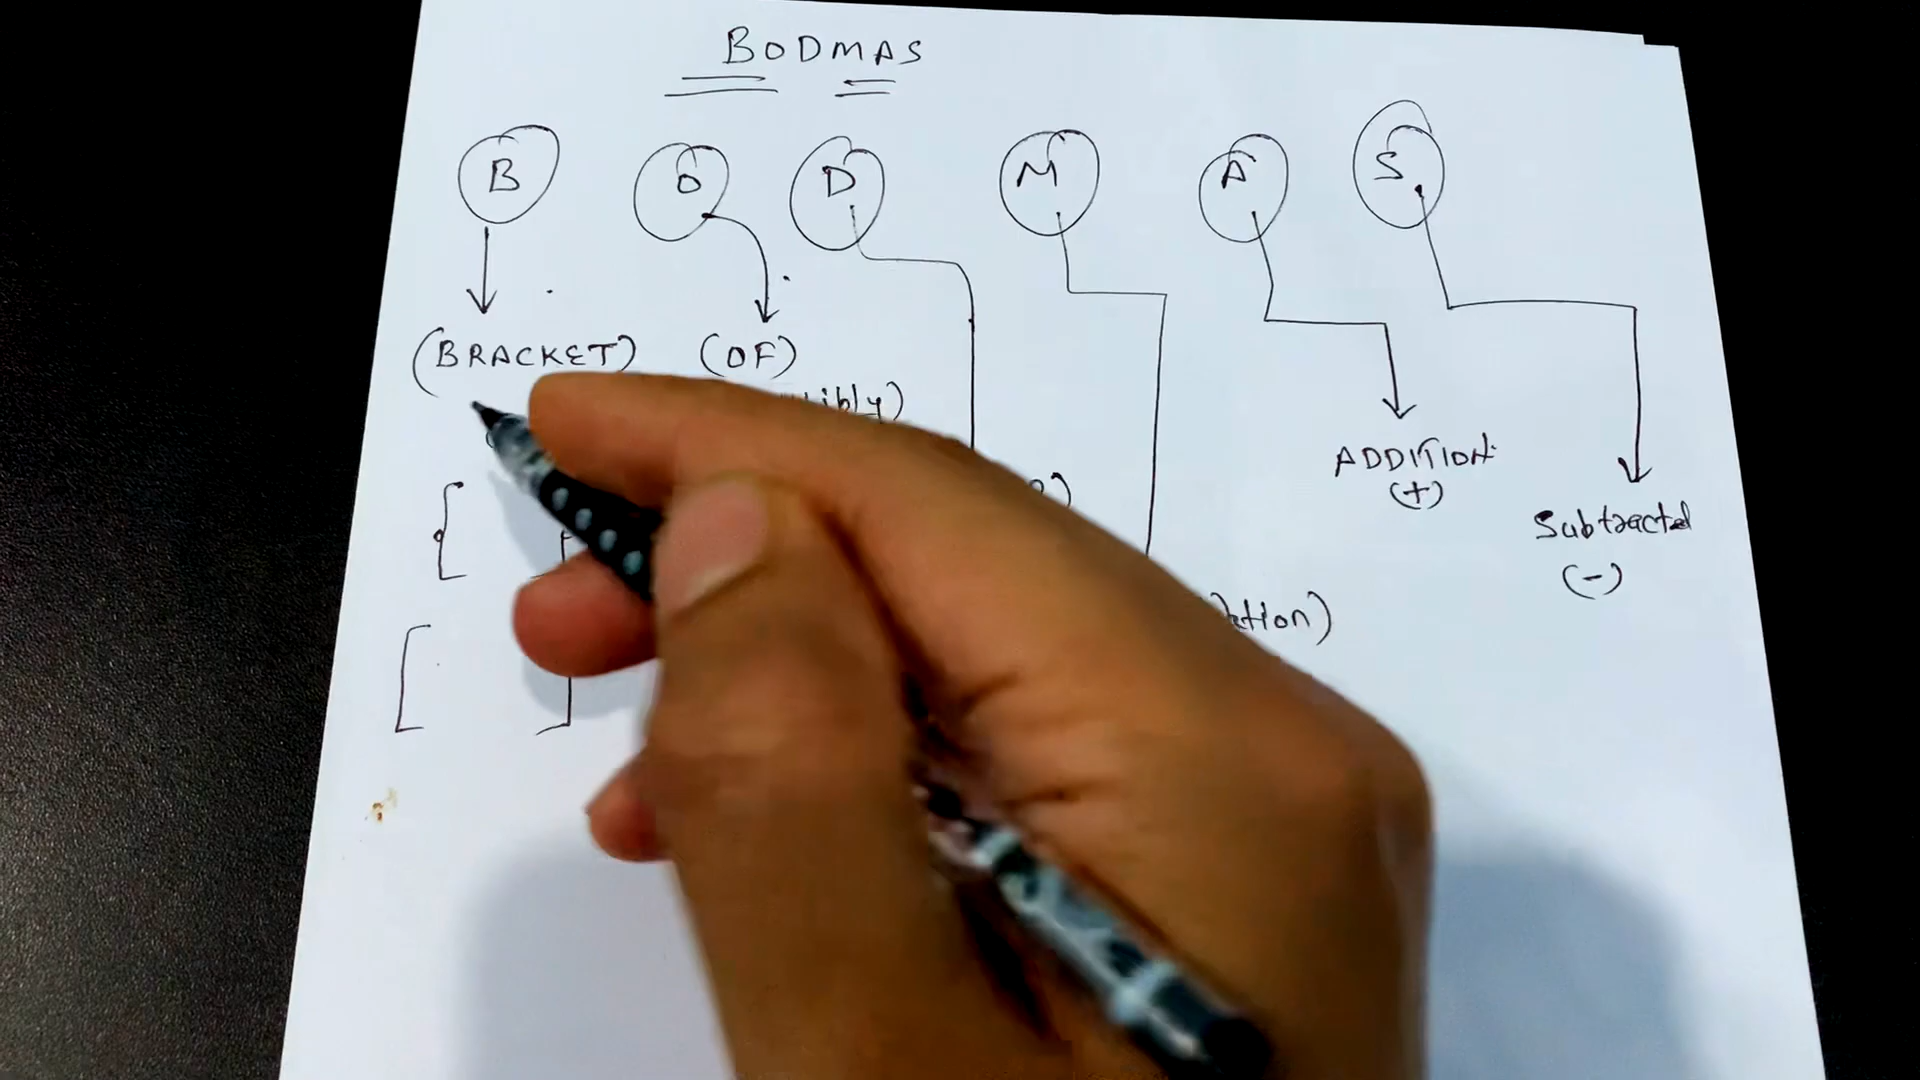 BODMAS
B O D M A S
(BRACKET) (OF)
ADDITION
(+)
Subtracted
(-)
{
[ ]